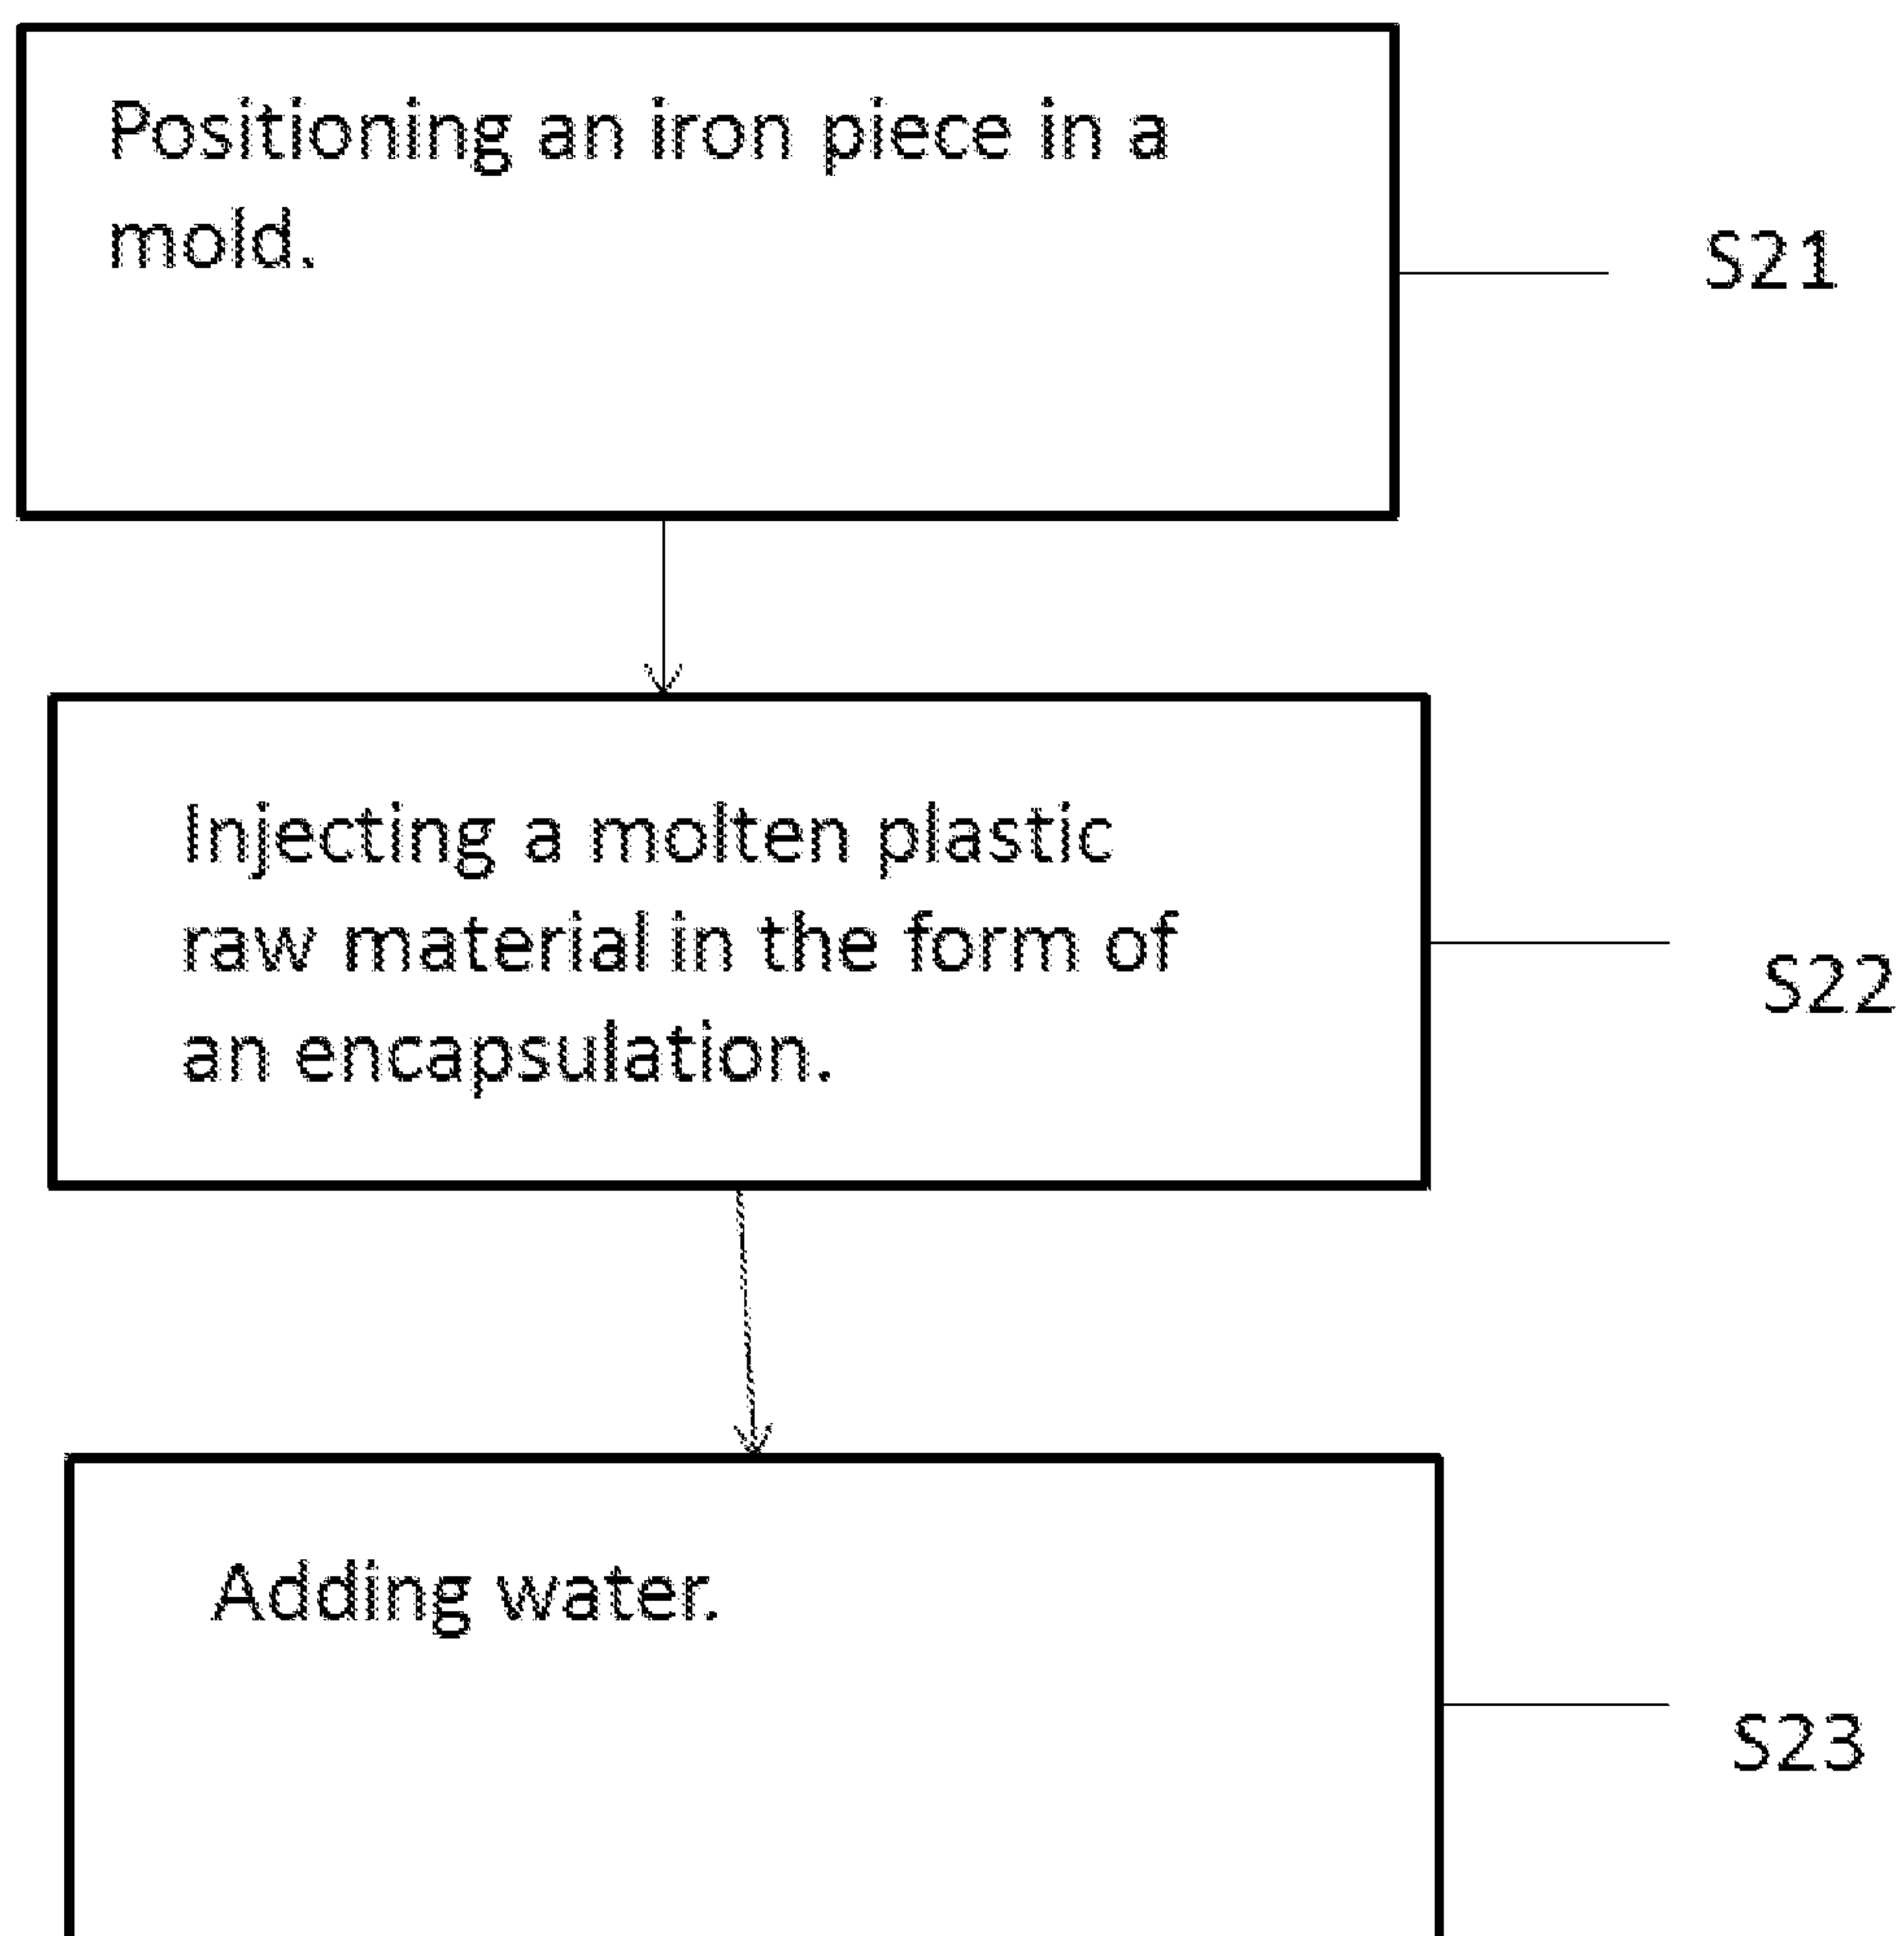 Positioning an iron piece in a
mold.
S21
Injecting a molten plastic
raw material in the form of
an encapsulation.
S22
Adding water.
S23